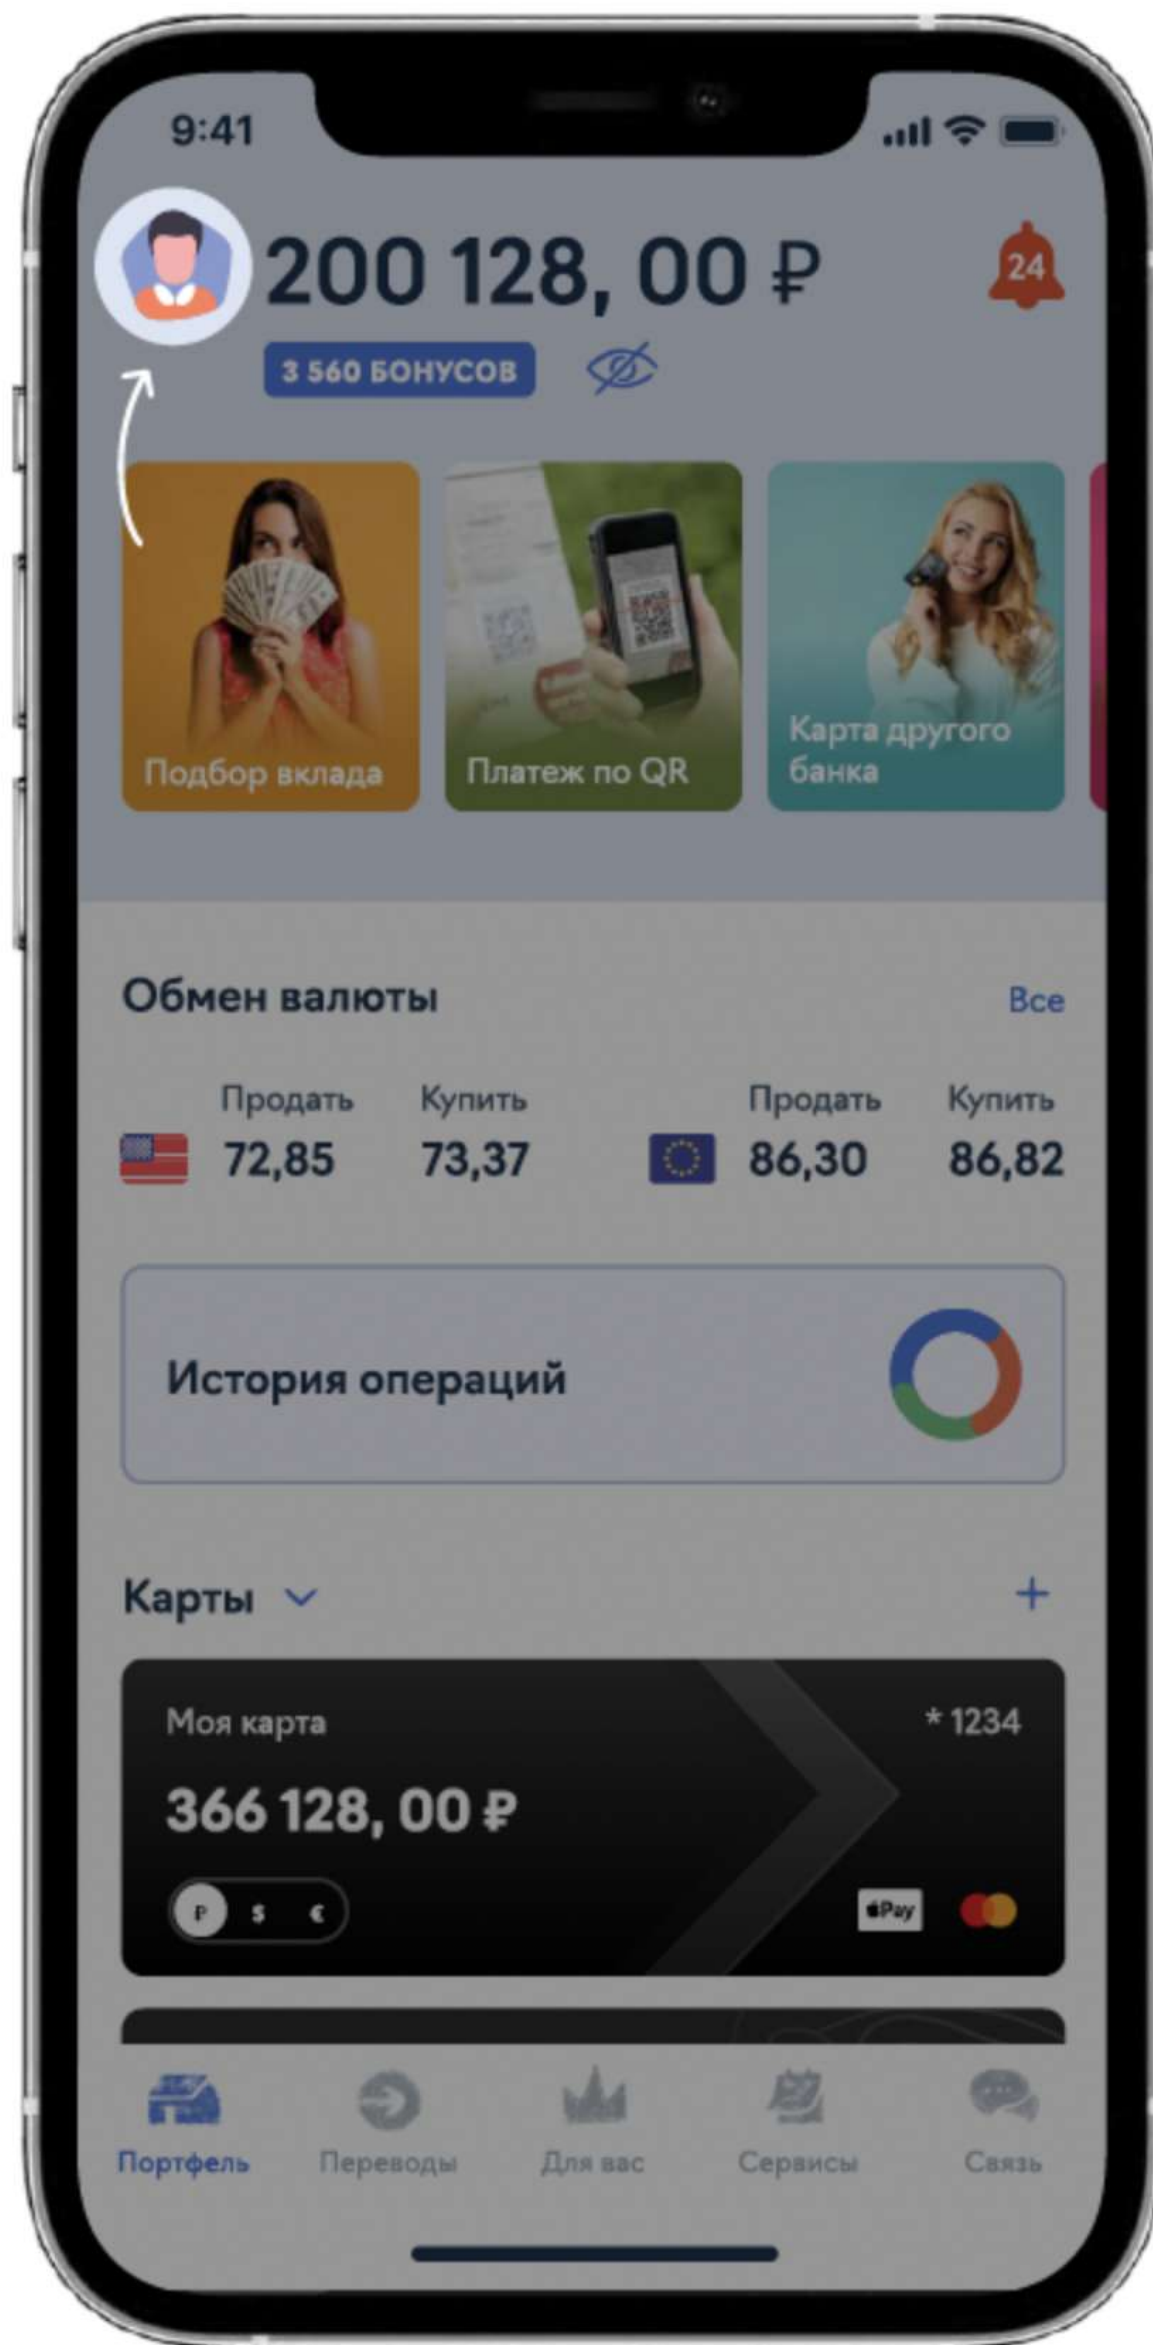 9:41
200 128, 00 ₽
24
3 560 БОНУСОВ
Подбор вклада
Платеж по QR
Карта другого
банка
Обмен валюты
Все
Продать Купить Продать Купить
72,85 73,37 86,30 86,82
История операций
Карты
Моя карта
* 1234
366 128, 00 ₽
₽ $ €
Pay
Портфель Переводы Для вас Сервисы Связь